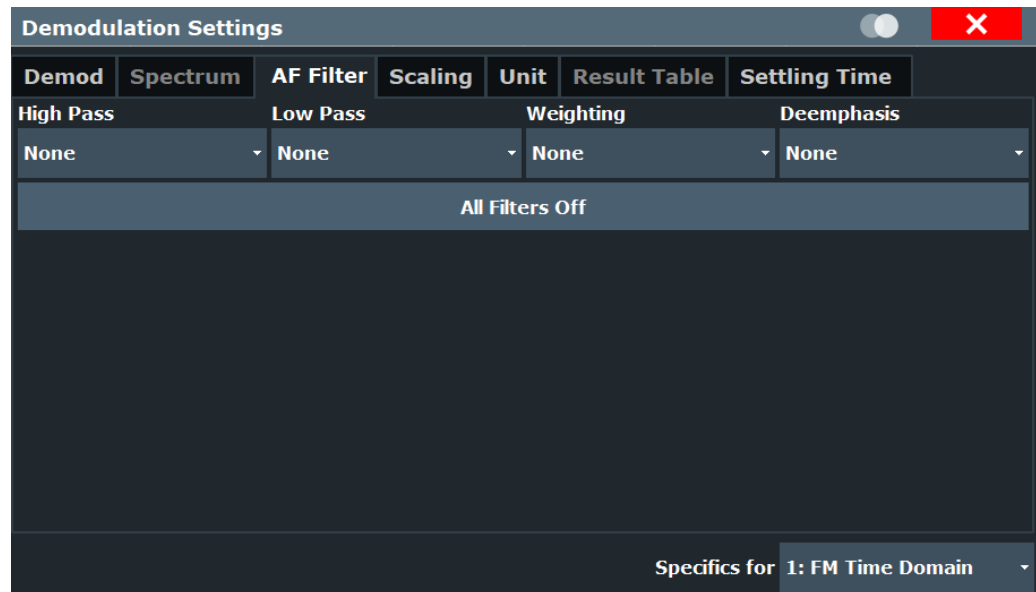 Demodulation Settings
Demod Spectrum AF Filter Scaling Unit Result Table Settling Time
High Pass Low Pass Weighting Deemphasis
None None None None
All Filters Off
Specifics for 1: FM Time Domain